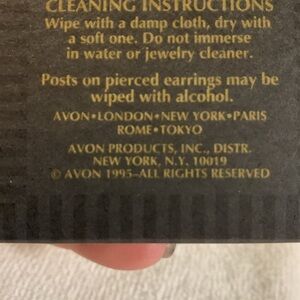 CLEANING INSTRUCTIONS
Wipe with a damp cloth, dry with
a soft one. Do not immerse
in water or jewelry cleaner.
Posts on pierced earrings may be
wiped with alcohol.
AVON•LONDON•NEW YORK•PARIS
ROME•TOKYO
AVON PRODUCTS, INC., DISTR.
NEW YORK, N.Y. 10019
© AVON 1995–ALL RIGHTS RESERVED